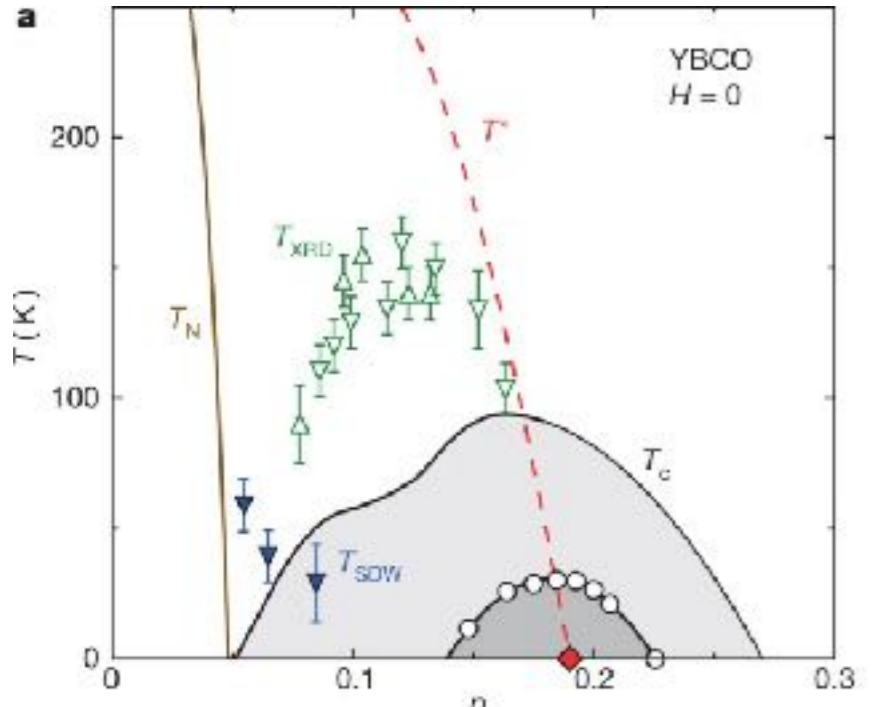 a
YBCO
H = 0
200
T*
T_XRD
T (K)
T_N
100
T_c
T_SDW
0
0
0.1
0.2
0.3
p